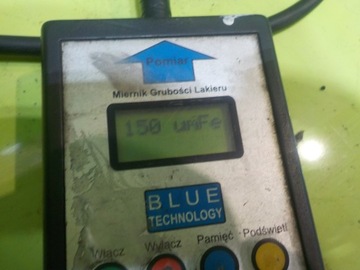 Pomiar
Miernik Grubości Lakieru
150 umFe
BLUE
TECHNOLOGY
Włącz Wyłącz Pamięć Podświetl